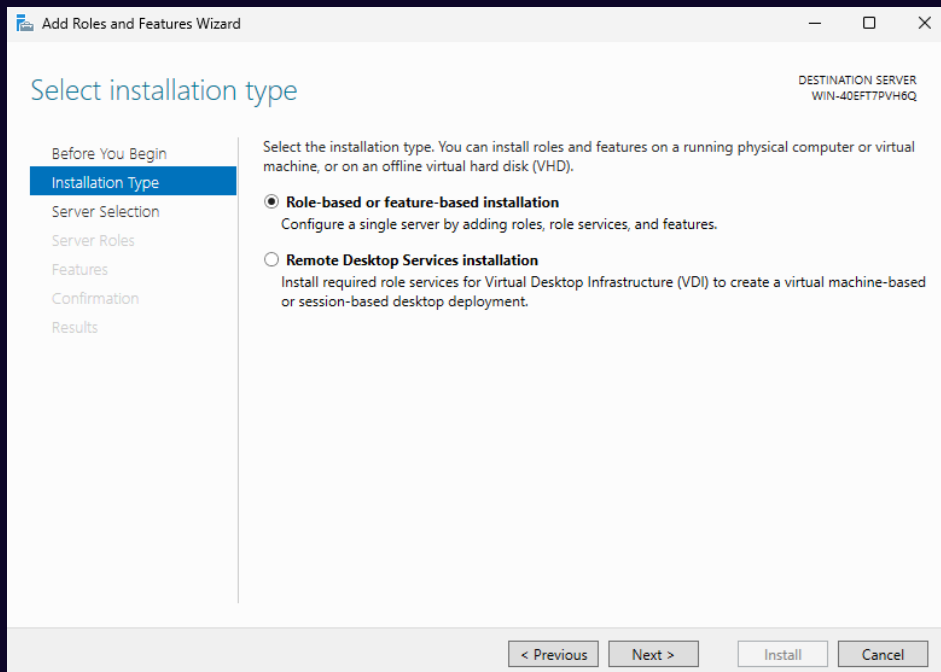 Add Roles and Features Wizard
Select installation type
DESTINATION SERVER
WIN-40EFT7PVH6Q
Before You Begin
Installation Type
Server Selection
Server Roles
Features
Confirmation
Results
Select the installation type. You can install roles and features on a running physical computer or virtual
machine, or on an offline virtual hard disk (VHD).
Role-based or feature-based installation
Configure a single server by adding roles, role services, and features.
Remote Desktop Services installation
Install required role services for Virtual Desktop Infrastructure (VDI) to create a virtual machine-based
or session-based desktop deployment.
< Previous
Next >
Install
Cancel